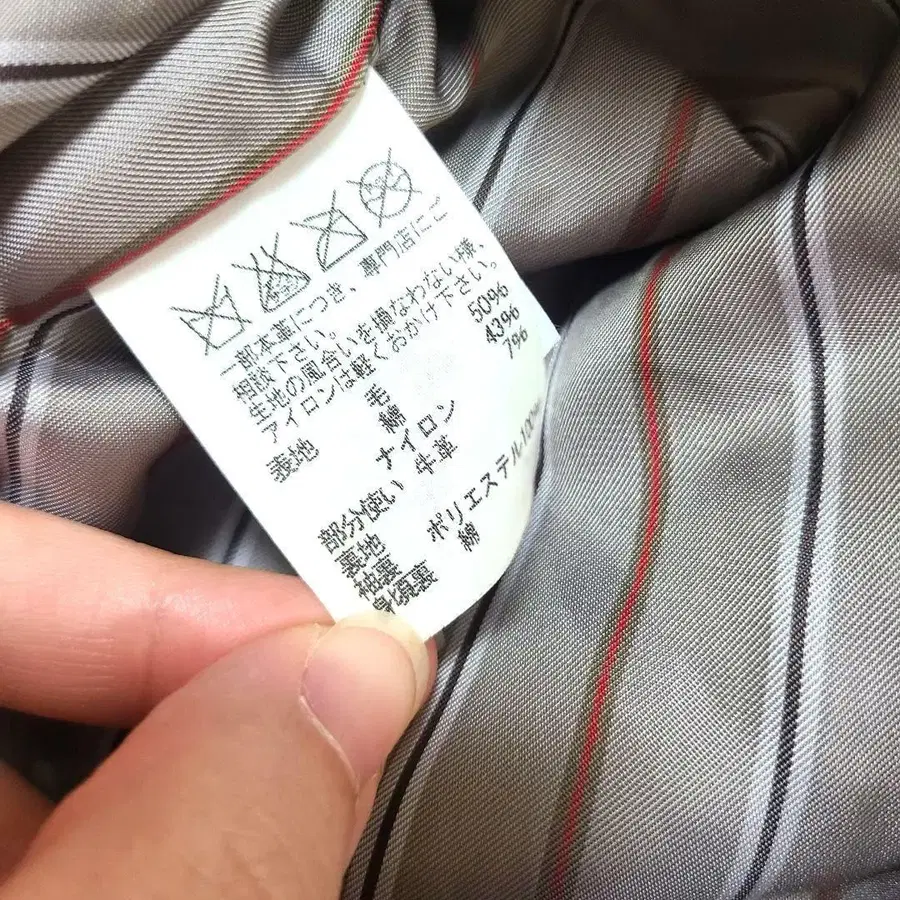 一部本革につき、専門店にご
相談下さい。
生地の風合いを損なわない様、
アイロンは軽くおかけ下さい。
表地 毛 50%
綿 43%
ナイロン 7%
部分使い 牛革
裏地
袖裏 ポリエステル100%
身頃裏 綿